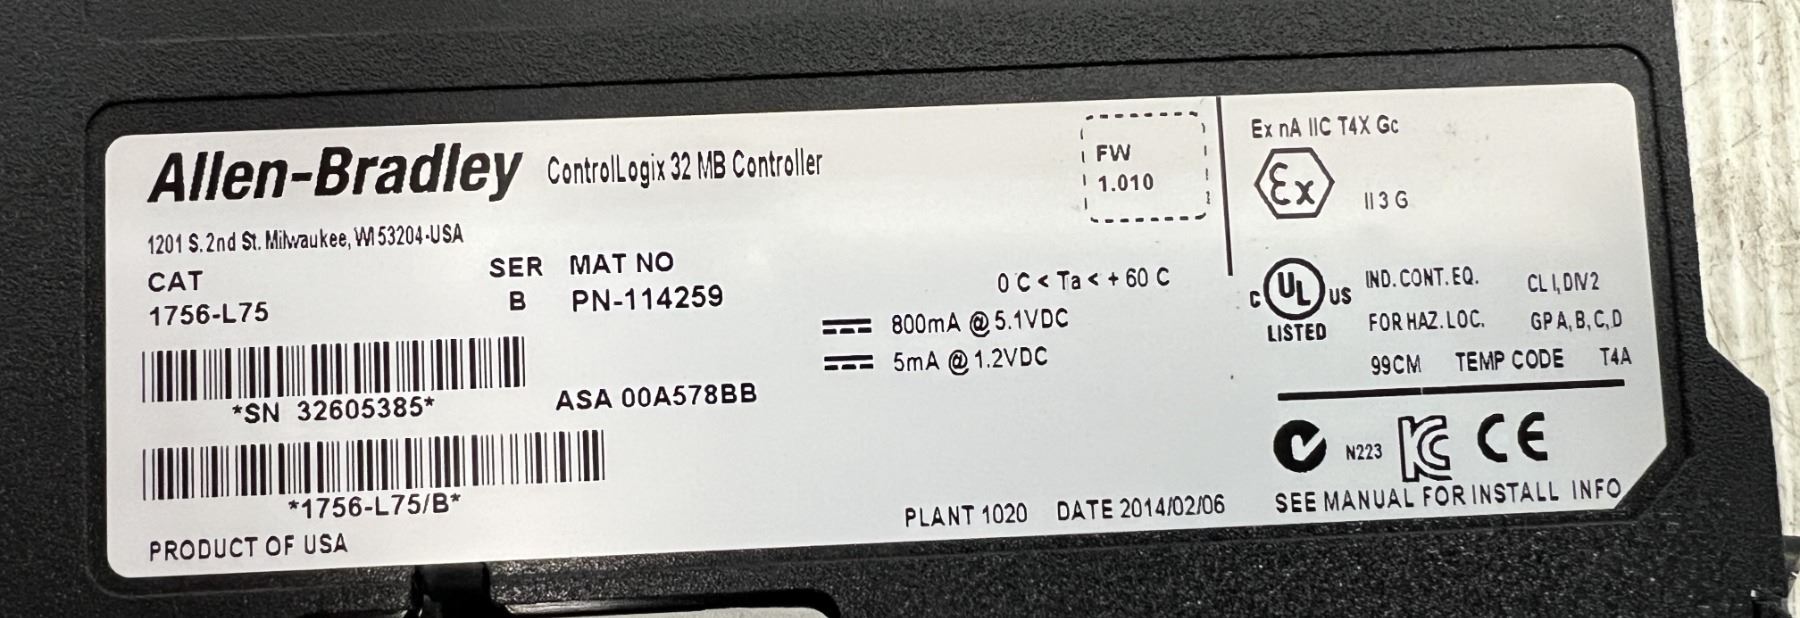 Allen-Bradley ControlLogix 32 MB Controller
1201 S. 2nd St. Milwaukee, WI 53204-USA
CAT SER MAT NO
1756-L75 B PN-114259
*SN 32605385*
ASA 00A578BB
*1756-L75/B*
PRODUCT OF USA
FW
1.010
0 C < Ta < + 60 C
800mA @ 5.1VDC
5mA @ 1.2VDC
PLANT 1020 DATE 2014/02/06
Ex nA IIC T4X Gc
Ex II 3 G
C UL US IND. CONT. EQ. CL I, DIV 2
LISTED FOR HAZ. LOC. GP A, B, C, D
99CM TEMP CODE T4A
N223 KC CE
SEE MANUAL FOR INSTALL INFO